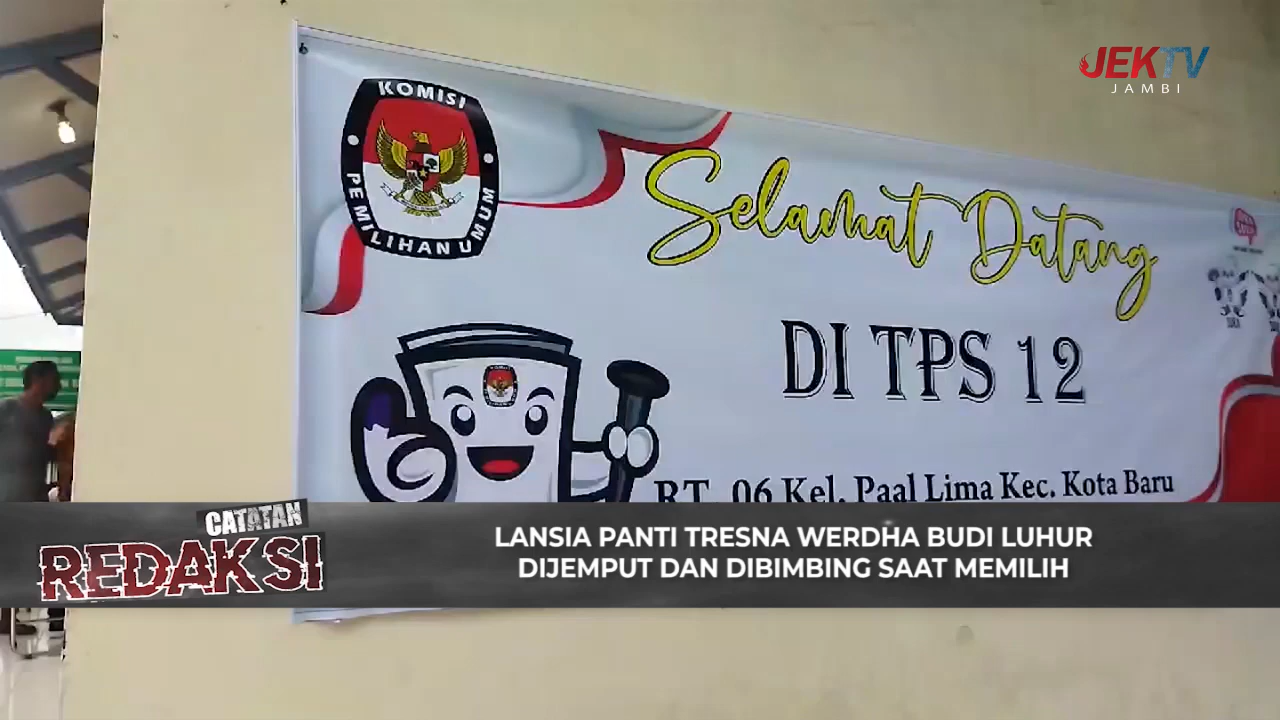 JEKTV
JAMBI
KOMISI
PEMILIHAN UMUM
Selamat Datang
DI TPS 12
RT. 06 Kel. Paal Lima Kec. Kota Baru
CATATAN
REDAKSI
LANSIA PANTI TRESNA WERDHA BUDI LUHUR
DIJEMPUT DAN DIBIMBING SAAT MEMILIH